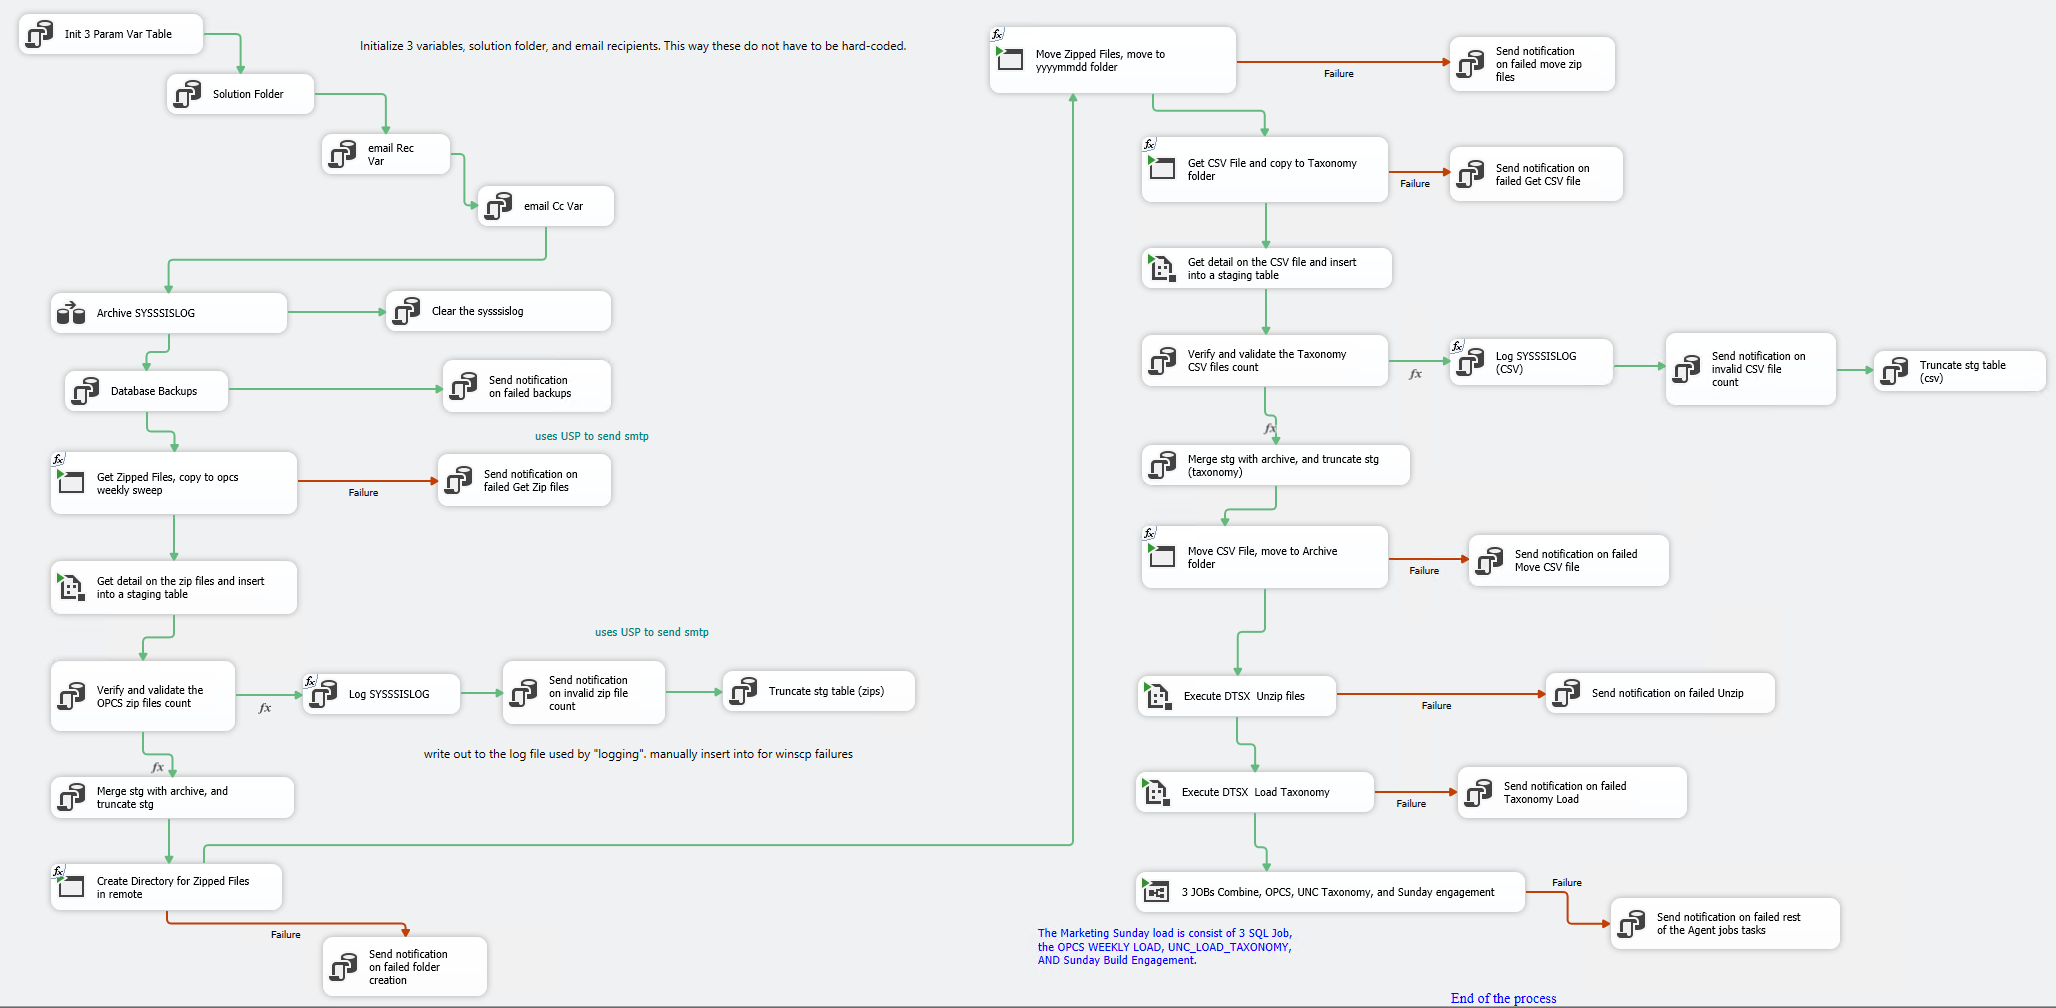 Init 3 Param Var Table
Initialize 3 variables, solution folder, and email recipients. This way these do not have to be hard-coded.
Solution Folder
email Rec
Var
email Cc Var
Archive SYSSSISLOG
Clear the sysssislog
Database Backups
Send notification
on failed backups
uses USP to send smtp
fx
Get Zipped Files, copy to opcs
weekly sweep
Failure
Send notification on
failed Get Zip files
Get detail on the zip files and insert
into a staging table
uses USP to send smtp
Verify and validate the
OPCS zip files count
fx
fx
Log SYSSSISLOG
Send notification
on invalid zip file
count
Truncate stg table (zips)
write out to the log file used by "logging". manually insert into for winscp failures
fx
Merge stg with archive, and
truncate stg
fx
Create Directory for Zipped Files
in remote
Failure
Send notification
on failed folder
creation
fx
Move Zipped Files, move to
yyyymmdd folder
Failure
Send notification
on failed move zip
files
fx
Get CSV File and copy to Taxonomy
folder
Failure
Send notification on
failed Get CSV file
Get detail on the CSV file and insert
into a staging table
Verify and validate the Taxonomy
CSV files count
fx
fx
Log SYSSSISLOG
(CSV)
Send notification on
invalid CSV file
count
Truncate stg table
(csv)
fx
Merge stg with archive, and truncate stg
(taxonomy)
fx
Move CSV File, move to Archive
folder
Failure
Send notification on failed
Move CSV file
Execute DTSX  Unzip files
Failure
Send notification on failed Unzip
Execute DTSX  Load Taxonomy
Failure
Send notification on failed
Taxonomy Load
3 JOBs Combine, OPCS, UNC Taxonomy, and Sunday engagement
Failure
Send notification on failed rest
of the Agent jobs tasks
The Marketing Sunday load is consist of 3 SQL Job,
the OPCS WEEKLY LOAD, UNC_LOAD_TAXONOMY,
AND Sunday Build Engagement.
End of the process